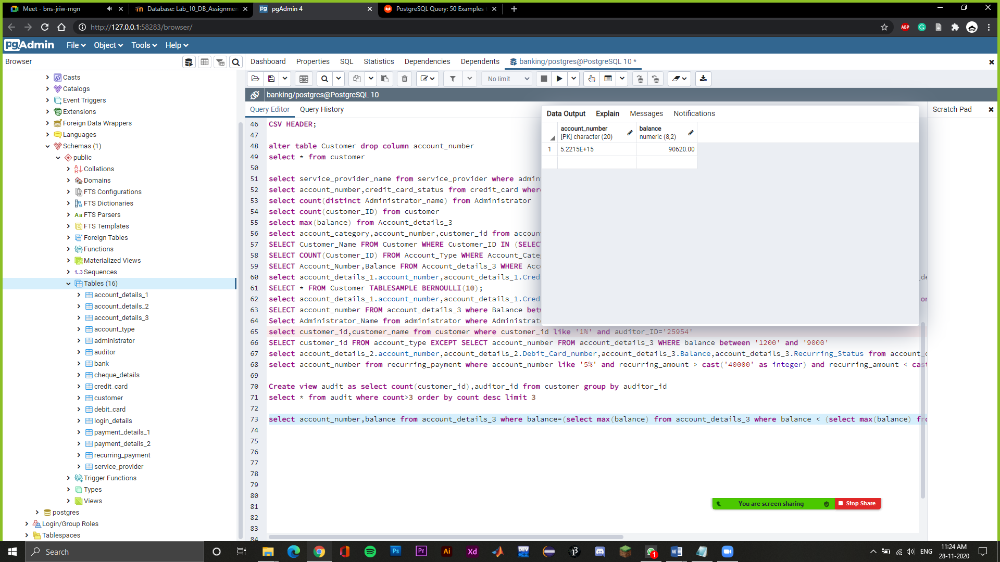 Meet - bns-jriw-mgn
Database: Lab_10_DB_Assignmen
pgAdmin 4
PostgreSQL Query: 50 Examples
http://127.0.0.1:58283/browser/
ABP
pgAdmin
File
Object
Tools
Help
Browser
Dashboard
Properties
SQL
Statistics
Dependencies
Dependents
banking/postgres@PostgreSQL 10 *
No limit
banking/postgres@PostgreSQL 10
Query Editor
Query History
Data Output
Explain
Messages
Notifications
Scratch Pad
account_number
[PK] character (20)
balance
numeric (8,2)
1 5.2215E+15 90620.00
Casts
Catalogs
Event Triggers
Extensions
Foreign Data Wrappers
Languages
Schemas (1)
public
Collations
Domains
FTS Configurations
FTS Dictionaries
Aa FTS Parsers
FTS Templates
Foreign Tables
Functions
Materialized Views
1..3 Sequences
Tables (16)
account_details_1
account_details_2
account_details_3
account_type
administrator
auditor
bank
cheque_details
credit_card
customer
debit_card
login_details
payment_details_1
payment_details_2
recurring_payment
service_provider
Trigger Functions
Types
Views
postgres
Login/Group Roles
Tablespaces
46 CSV HEADER;
47
48 alter table Customer drop column account_number
49 select * from customer
50
51 select service_provider_name from service_provider where admin
52 select account_number,credit_card_status from credit_card where
53 select count(distinct Administrator_name) from Administrator
54 select count(customer_ID) from customer
55 select max(balance) from Account_details_3
56 select account_category,account_number,customer_id from accoun
57 SELECT Customer_Name FROM Customer WHERE Customer_ID IN (SELEC
58 SELECT COUNT(Customer_ID) FROM Account_Type WHERE Account_Cate
59 SELECT Account_Number,Balance FROM Account_details_3 WHERE Acc
60 select account_details_1.account_number,account_details_1.Cred _de
61 SELECT * FROM Customer TABLESAMPLE BERNOULLI(10);
62 select account_details_1.account_number,account_details_1.Cred or
63 SELECT account_number FROM account_details_3 where Balance bet
64 Select Administrator_Name from administrator where Administrat
65 select customer_id,customer_name from customer where customer_id like '1%' and auditor_ID='25954'
66 SELECT customer_id FROM account_type EXCEPT SELECT account_number FROM account_details_3 WHERE balance between '1200' and '9000'
67 select account_details_2.account_number,account_details_2.Debit_Card_number,account_details_3.Balance,account_details_3.Recurring_Status from account_d
68 select account_number from recurring_payment where account_number like '5%' and recurring_amount > cast('40000' as integer) and recurring_amount < cast
69
70 Create view audit as select count(customer_id),auditor_id from customer group by auditor_id
71 select * from audit where count>3 order by count desc limit 3
72
73 select account_number,balance from account_details_3 where balance=(select max(balance) from account_details_3 where balance < (select max(balance) fro
74
75
76
77
78
79
80
81
82
83
84
You are screen sharing
Stop Share
Search
Ps
Pr
Ai
Xd
DEV
1
ENG
11:24 AM
28-11-2020